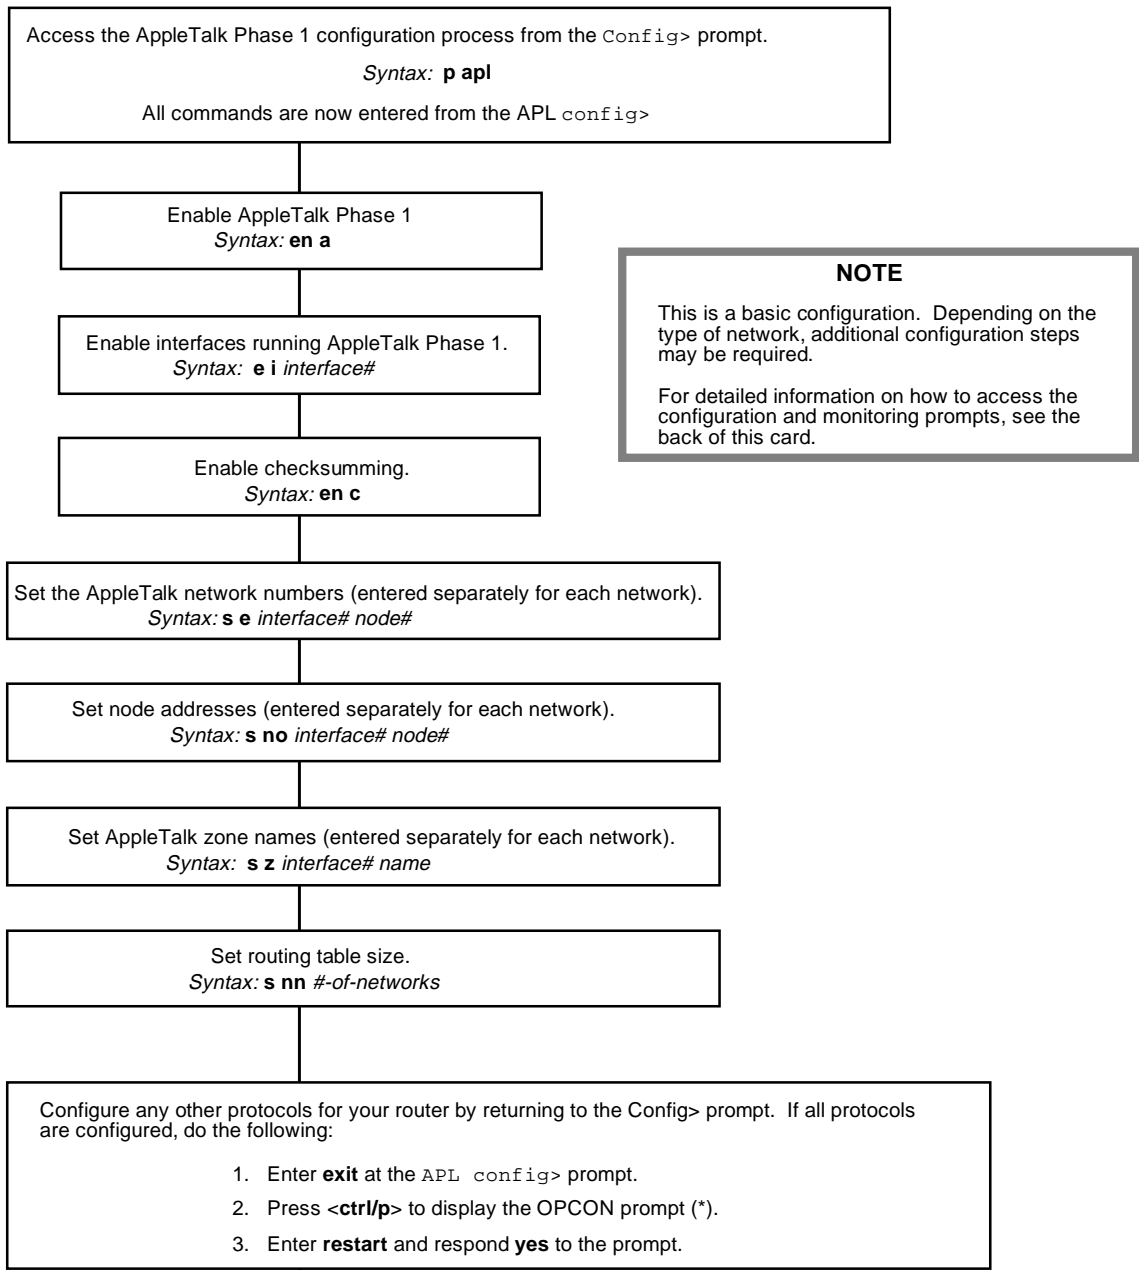 Access the AppleTalk Phase 1 configuration process from the Config> prompt.
Syntax: p apl
All commands are now entered from the APL config>
Enable AppleTalk Phase 1
Syntax: en a
Enable interfaces running AppleTalk Phase 1.
Syntax: e i interface#
Enable checksumming.
Syntax: en c
NOTE
This is a basic configuration. Depending on the
type of network, additional configuration steps
may be required.
For detailed information on how to access the
configuration and monitoring prompts, see the
back of this card.
Set the AppleTalk network numbers (entered separately for each network).
Syntax: s e interface# node#
Set node addresses (entered separately for each network).
Syntax: s no interface# node#
Set AppleTalk zone names (entered separately for each network).
Syntax: s z interface# name
Set routing table size.
Syntax: s nn #-of-networks
Configure any other protocols for your router by returning to the Config> prompt. If all protocols
are configured, do the following:
1. Enter exit at the APL config> prompt.
2. Press <ctrl/p> to display the OPCON prompt (*).
3. Enter restart and respond yes to the prompt.